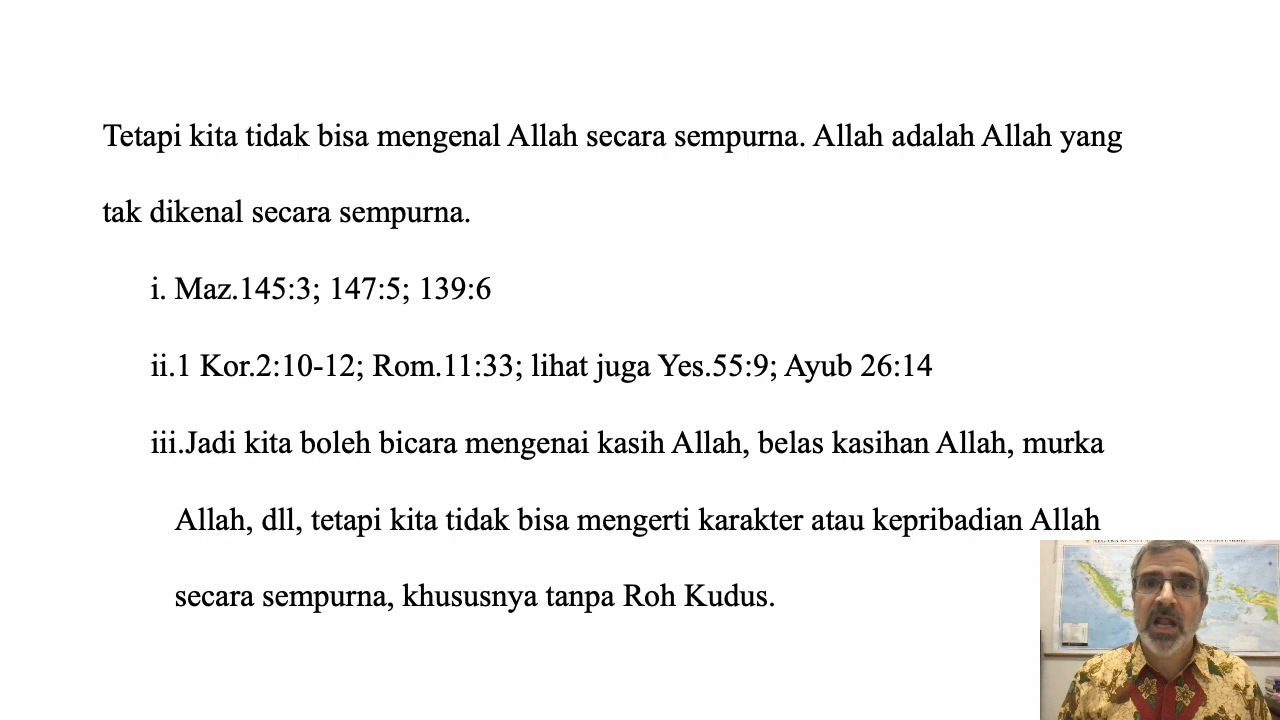 Tetapi kita tidak bisa mengenal Allah secara sempurna. Allah adalah Allah yang
tak dikenal secara sempurna.
i. Maz.145:3; 147:5; 139:6
ii.1 Kor.2:10-12; Rom.11:33; lihat juga Yes.55:9; Ayub 26:14
iii.Jadi kita boleh bicara mengenai kasih Allah, belas kasihan Allah, murka
Allah, dll, tetapi kita tidak bisa mengerti karakter atau kepribadian Allah
secara sempurna, khususnya tanpa Roh Kudus.